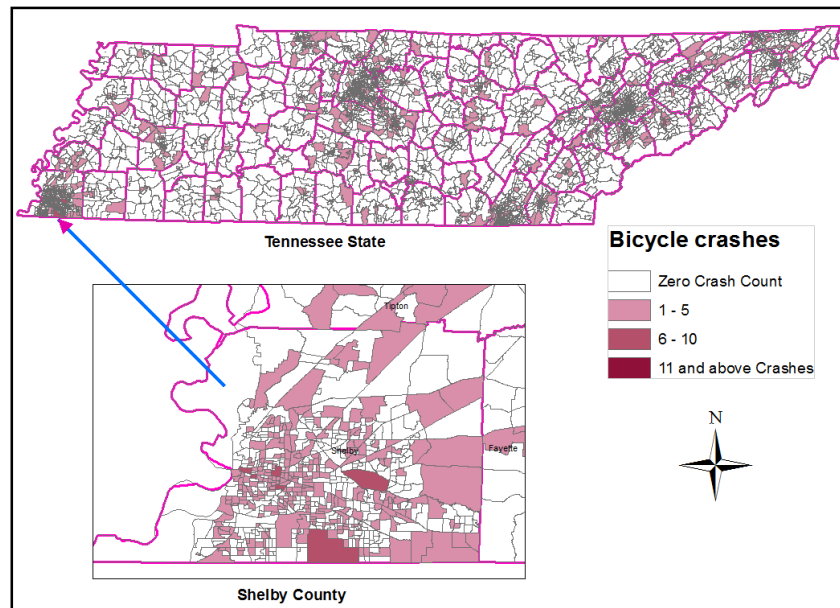 Tennessee State
Bicycle crashes
Zero Crash Count
1 - 5
6 - 10
11 and above Crashes
Tipton
Shelby
Fayette
N
Shelby County